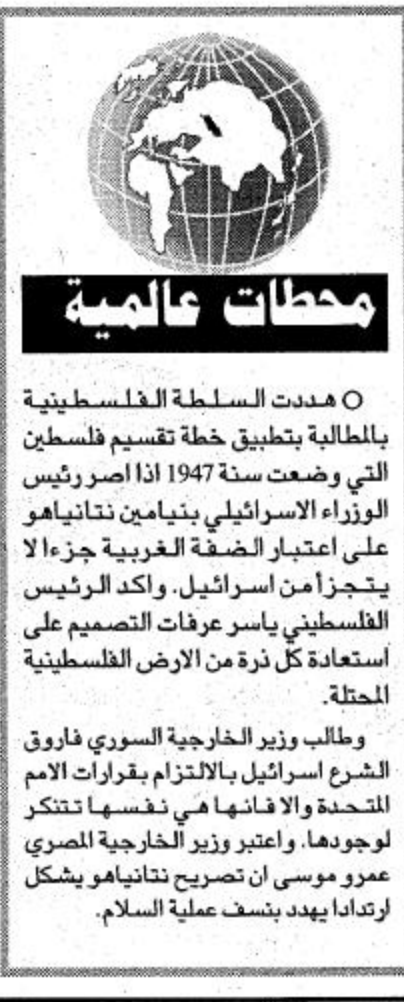 محطات عالمية
○ هددت السلطة الفلسطينية
بالمطالبة بتطبيق خطة تقسيم فلسطين
التي وضعت سنة 1947 اذا اصر رئيس
الوزراء الاسرائيلي بنيامين نتانياهو
على اعتبار الضفة الغربية جزءا لا
يتجزأ من اسرائيل. واكد الرئيس
الفلسطيني ياسر عرفات التصميم على
استعادة كل ذرة من الارض الفلسطينية
المحتلة.
وطالب وزير الخارجية السوري فاروق
الشرع اسرائيل بالالتزام بقرارات الامم
المتحدة والا فانها هي نفسها تتنكر
لوجودها. واعتبر وزير الخارجية المصري
عمرو موسى ان تصريح نتانياهو يشكل
ارتدادا يهدد بنسف عملية السلام.